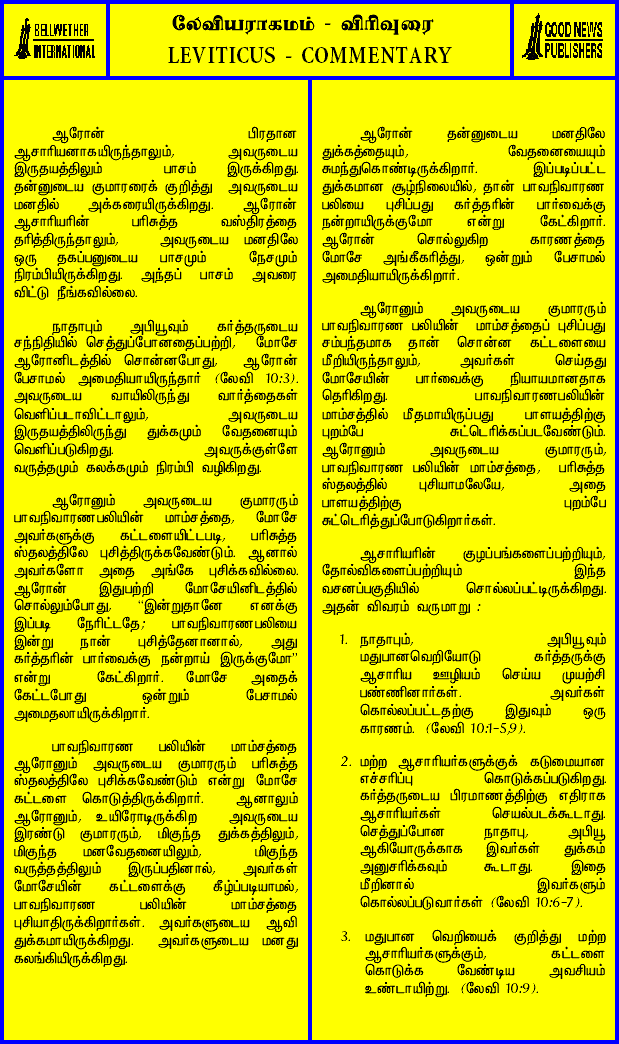 BELLWETHER
INTERNATIONAL
லேவியராகமம் - விரிவுரை
LEVITICUS - COMMENTARY
GOOD NEWS
PUBLISHERS
ஆரோன் பிரதான
ஆசாரியனாகயிருந்தாலும், அவருடைய
இருதயத்திலும் பாசம் இருக்கிறது.
தன்னுடைய குமாரரைக் குறித்து அவருடைய
மனதில் அக்கரையிருக்கிறது. ஆரோன்
ஆசாரியரின் பரிசுத்த வஸ்திரத்தை
தரித்திருந்தாலும், அவருடைய மனதிலே
ஒரு தகப்பனுடைய பாசமும் நேசமும்
நிரம்பியிருக்கிறது. அந்தப் பாசம் அவரை
விட்டு நீங்கவில்லை.
நாதாபும் அபியூவும் கர்த்தருடைய
சந்நிதியில் செத்துப்போனதைப்பற்றி, மோசே
ஆரோனிடத்தில் சொன்னபோது, ஆரோன்
பேசாமல் அமைதியாயிருந்தார் (லேவி 10:3).
அவருடைய வாயிலிருந்து வார்த்தைகள்
வெளிப்படாவிட்டாலும், அவருடைய
இருதயத்திலிருந்து துக்கமும் வேதனையும்
வெளிப்படுகிறது. அவருக்குள்ளே
வருத்தமும் கலக்கமும் நிரம்பி வழிகிறது.
ஆரோனும் அவருடைய குமாரரும்
பாவநிவாரணபலியின் மாம்சத்தை, மோசே
அவர்களுக்கு கட்டளையிட்டபடி, பரிசுத்த
ஸ்தலத்திலே புசித்திருக்கவேண்டும். ஆனால்
அவர்களோ அதை அங்கே புசிக்கவில்லை.
ஆரோன் இதுபற்றி மோசேயினிடத்தில்
சொல்லும்போது, "இன்றுதானே எனக்கு
இப்படி நேரிட்டதே; பாவநிவாரணபலியை
இன்று நான் புசித்தேனானால், அது
கர்த்தரின் பார்வைக்கு நன்றாய் இருக்குமோ"
என்று கேட்கிறார். மோசே அதைக்
கேட்டபோது ஒன்றும் பேசாமல்
அமைதலாயிருக்கிறார்.
பாவநிவாரண பலியின் மாம்சத்தை
ஆரோனும் அவருடைய குமாரரும் பரிசுத்த
ஸ்தலத்திலே புசிக்கவேண்டும் என்று மோசே
கட்டளை கொடுத்திருக்கிறார். ஆனாலும்
ஆரோனும், உயிரோடிருக்கிற அவருடைய
இரண்டு குமாரரும், மிகுந்த துக்கத்திலும்,
மிகுந்த மனவேதனையிலும், மிகுந்த
வருத்தத்திலும் இருப்பதினால், அவர்கள்
மோசேயின் கட்டளைக்கு கீழ்ப்படியாமல்,
பாவநிவாரண பலியின் மாம்சத்தை
புசியாதிருக்கிறார்கள். அவர்களுடைய ஆவி
துக்கமாயிருக்கிறது. அவர்களுடைய மனது
கலங்கியிருக்கிறது.
ஆரோன் தன்னுடைய மனதிலே
துக்கத்தையும், வேதனையையும்
சுமந்துகொண்டிருக்கிறார். இப்படிப்பட்ட
துக்கமான சூழ்நிலையில், தான் பாவநிவாரண
பலியை புசிப்பது கர்த்தரின் பார்வைக்கு
நன்றாயிருக்குமோ என்று கேட்கிறார்.
ஆரோன் சொல்லுகிற காரணத்தை
மோசே அங்கீகரித்து, ஒன்றும் பேசாமல்
அமைதியாயிருக்கிறார்.
ஆரோனும் அவருடைய குமாரரும்
பாவநிவாரண பலியின் மாம்சத்தைப் புசிப்பது
சம்பந்தமாக தான் சொன்ன கட்டளையை
மீறியிருந்தாலும், அவர்கள் செய்தது
மோசேயின் பார்வைக்கு நியாயமானதாக
தெரிகிறது. பாவநிவாரணபலியின்
மாம்சத்தில் மீதமாயிருப்பது பாளயத்திற்கு
புறம்பே சுட்டெரிக்கப்படவேண்டும்.
ஆரோனும் அவருடைய குமாரரும்,
பாவநிவாரண பலியின் மாம்சத்தை, பரிசுத்த
ஸ்தலத்தில் புசியாமலேயே, அதை
பாளயத்திற்கு புறம்பே
சுட்டெரித்துப்போடுகிறார்கள்.
ஆசாரியரின் குழப்பங்களைப்பற்றியும்,
தோல்விகளைப்பற்றியும் இந்த
வசனப்பகுதியில் சொல்லப்பட்டிருக்கிறது.
அதன் விவரம் வருமாறு :
1. நாதாபும், அபியூவும்
மதுபானவெறியோடு கர்த்தருக்கு
ஆசாரிய ஊழியம் செய்ய முயற்சி
பண்ணினார்கள். அவர்கள்
கொல்லப்பட்டதற்கு இதுவும் ஒரு
காரணம். (லேவி 10:1-5,9).
2. மற்ற ஆசாரியர்களுக்குக் கடுமையான
எச்சரிப்பு கொடுக்கப்படுகிறது.
கர்த்தருடைய பிரமாணத்திற்கு எதிராக
ஆசாரியர்கள் செயல்படக்கூடாது.
செத்துப்போன நாதாபு, அபியூ
ஆகியோருக்காக இவர்கள் துக்கம்
அனுசரிக்கவும் கூடாது. இதை
மீறினால் இவர்களும்
கொல்லப்படுவார்கள் (லேவி 10:6-7).
3. மதுபான வெறியைக் குறித்து மற்ற
ஆசாரியர்களுக்கும், கட்டளை
கொடுக்க வேண்டிய அவசியம்
உண்டாயிற்று. (லேவி 10:9).